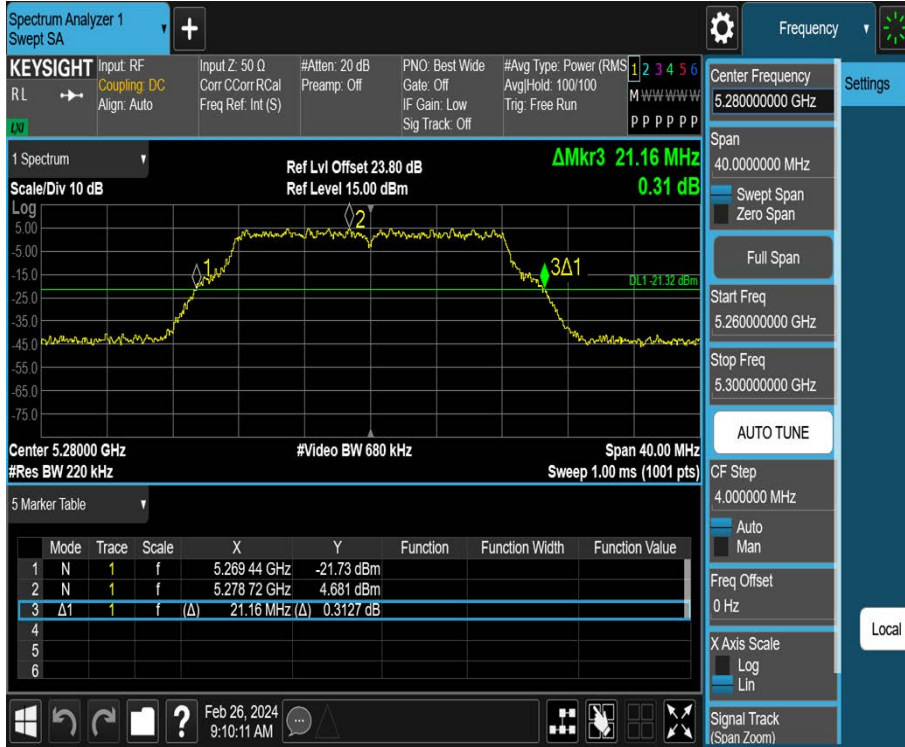 Spectrum Analyzer 1
Swept SA
+
Frequency
KEYSIGHT
R L
LXI
Input: RF
Coupling: DC
Align: Auto
Input Z: 50 Ω
Corr CCorr RCal
Freq Ref: Int (S)
#Atten: 20 dB
Preamp: Off
PNO: Best Wide
Gate: Off
IF Gain: Low
Sig Track: Off
#Avg Type: Power (RMS
Avg|Hold: 100/100
Trig: Free Run
1 2 3 4 5 6
M W W W W W
P P P P P P
1 Spectrum
Scale/Div 10 dB
Ref Lvl Offset 23.80 dB
Ref Level 15.00 dBm
ΔMkr3 21.16 MHz
0.31 dB
Log
5.00
-5.00
-15.0
-25.0
-35.0
-45.0
-55.0
-65.0
-75.0
1
2
3Δ1
DL1 -21.32 dBm
Center 5.28000 GHz
#Video BW 680 kHz
Span 40.00 MHz
#Res BW 220 kHz
Sweep 1.00 ms (1001 pts)
5 Marker Table
Mode Trace Scale X Y Function Function Width Function Value
1 N 1 f 5.269 44 GHz -21.73 dBm
2 N 1 f 5.278 72 GHz 4.681 dBm
3 Δ1 1 f (Δ) 21.16 MHz (Δ) 0.3127 dB
4
5
6
?
Feb 26, 2024
9:10:11 AM
Center Frequency
5.280000000 GHz
Span
40.0000000 MHz
Swept Span
Zero Span
Full Span
Start Freq
5.260000000 GHz
Stop Freq
5.300000000 GHz
AUTO TUNE
CF Step
4.000000 MHz
Auto
Man
Freq Offset
0 Hz
X Axis Scale
Log
Lin
Signal Track
(Span Zoom)
Settings
Local